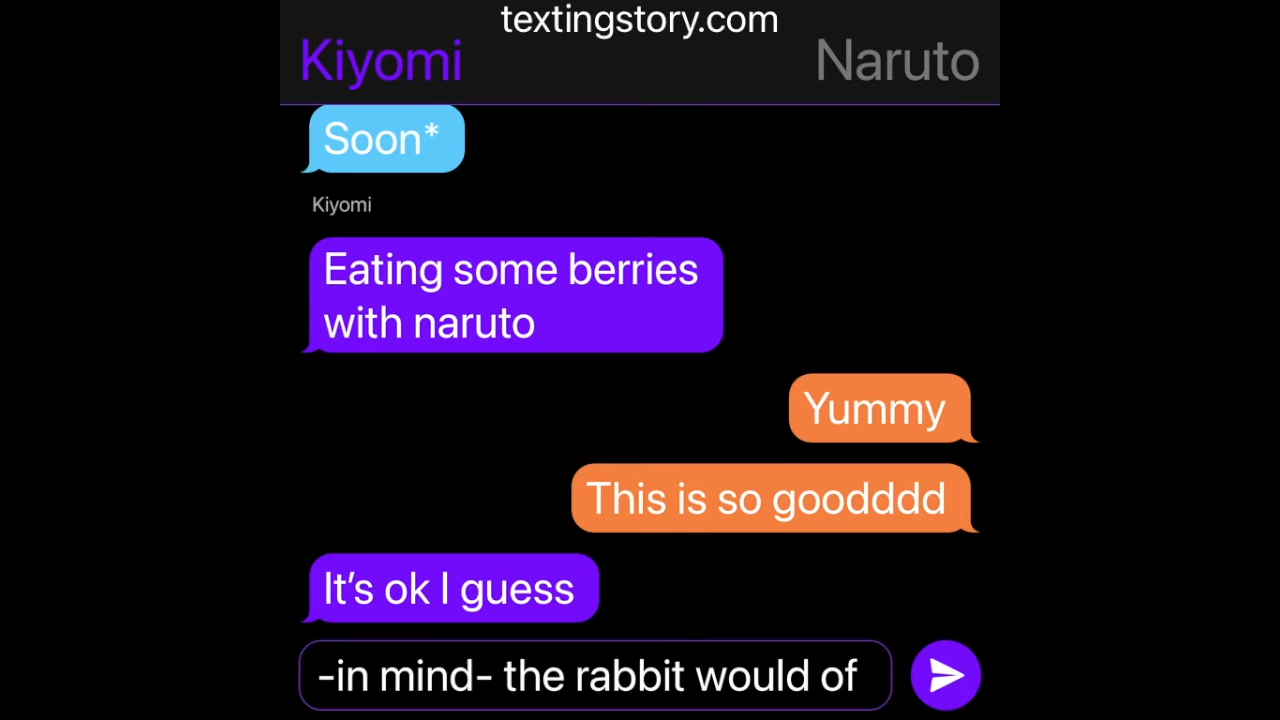 textingstory.com
Kiyomi
Naruto
Soon*
Kiyomi
Eating some berries
with naruto
Yummy
This is so goodddd
It’s ok I guess
-in mind- the rabbit would of